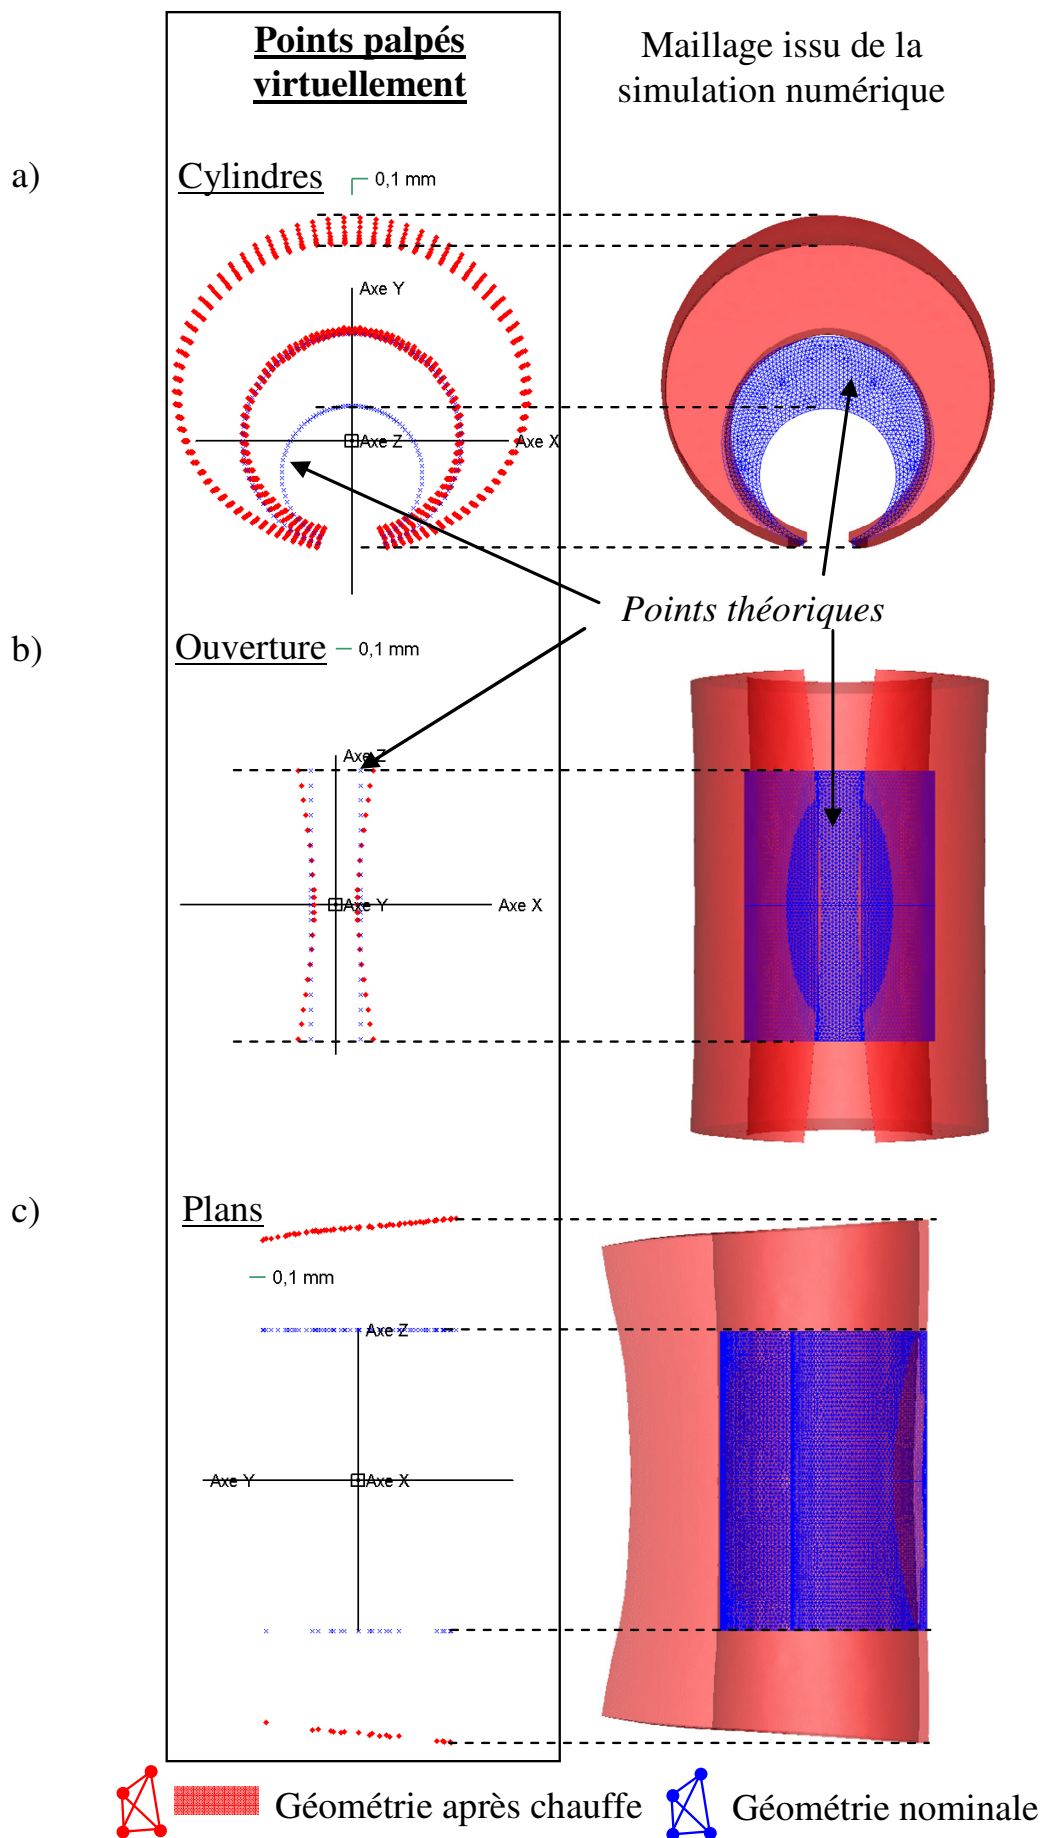 Points palpés
virtuellement
Maillage issu de la
simulation numérique
a)
Cylindres
0,1 mm
Axe Y
Axe Z
Axe X
Points théoriques
b)
Ouverture
0,1 mm
Axe Z
Axe Y
Axe X
c)
Plans
0,1 mm
Axe Z
Axe Y
Axe X
Géométrie après chauffe
Géométrie nominale